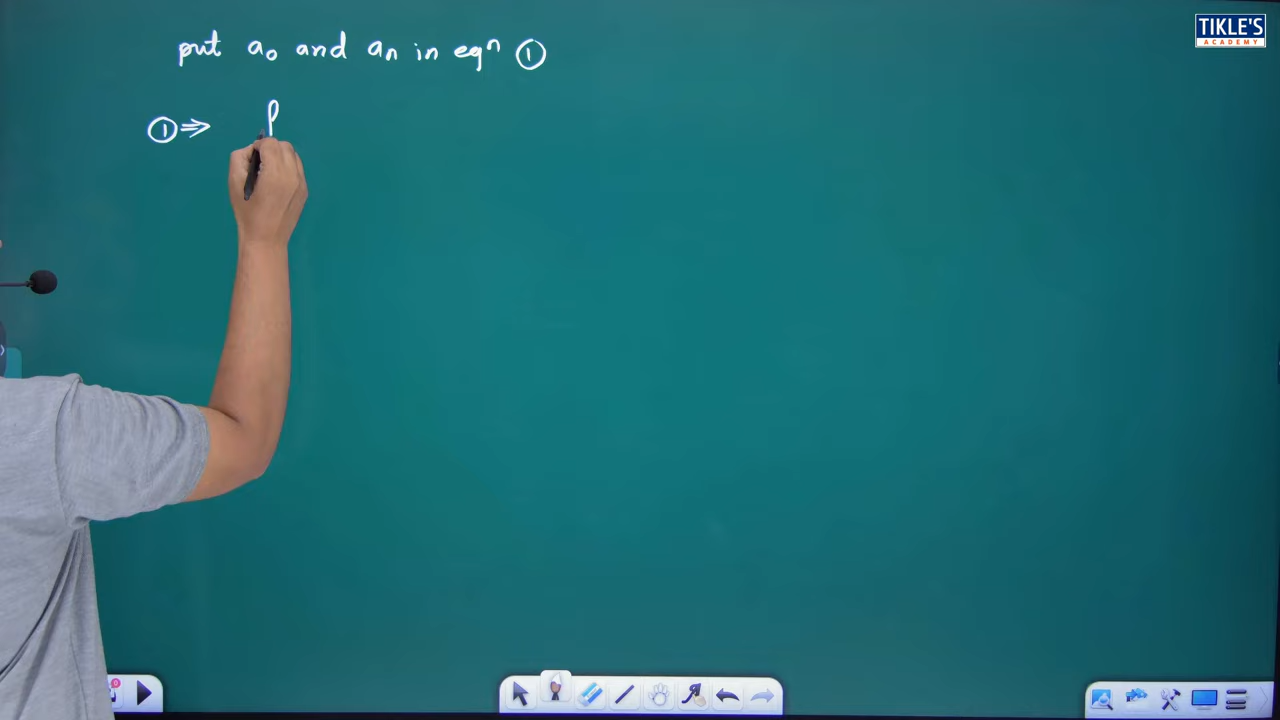 TIKLE'S
ACADEMY
put a₀ and aₙ in eqⁿ ①
① ⇒